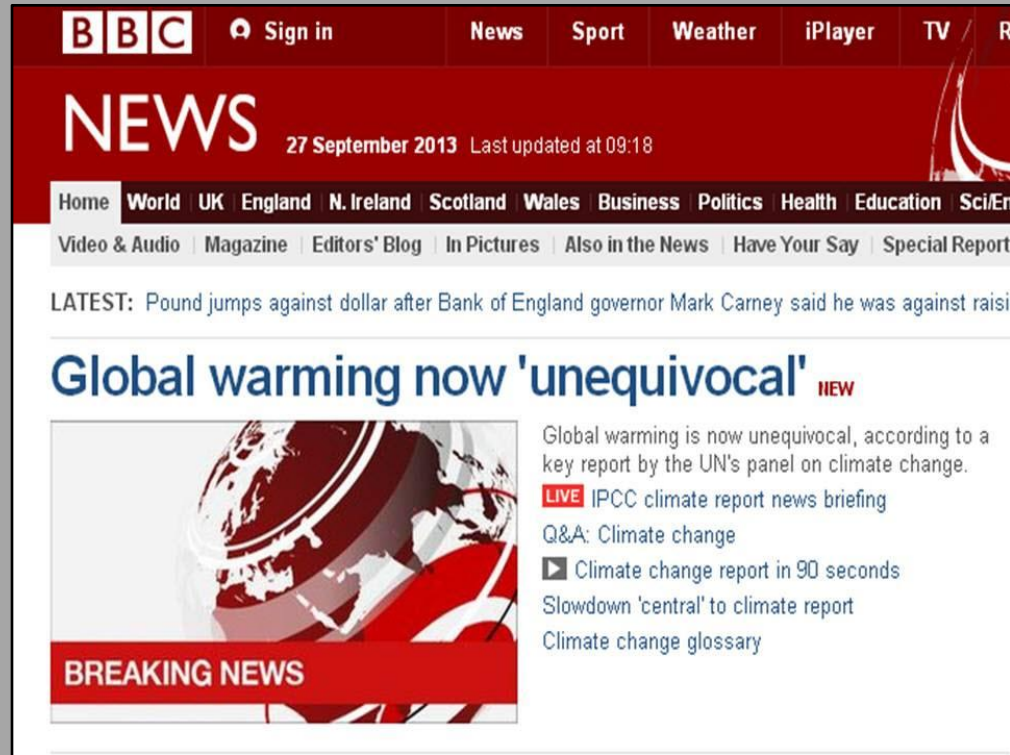 BBC Sign in News Sport Weather iPlayer TV
NEWS 27 September 2013 Last updated at 09:18
Home World UK England N. Ireland Scotland Wales Business Politics Health Education
Video & Audio Magazine Editors' Blog In Pictures Also in the News Have Your Say Special Report
LATEST: Pound jumps against dollar after Bank of England governor Mark Carney said he was against
Global warming now 'unequivocal' NEW
Global warming is now unequivocal, according to a
key report by the UN's panel on climate change.
LIVE IPCC climate report news briefing
Q&A: Climate change
Climate change report in 90 seconds
Slowdown 'central' to climate report
Climate change glossary
BREAKING NEWS